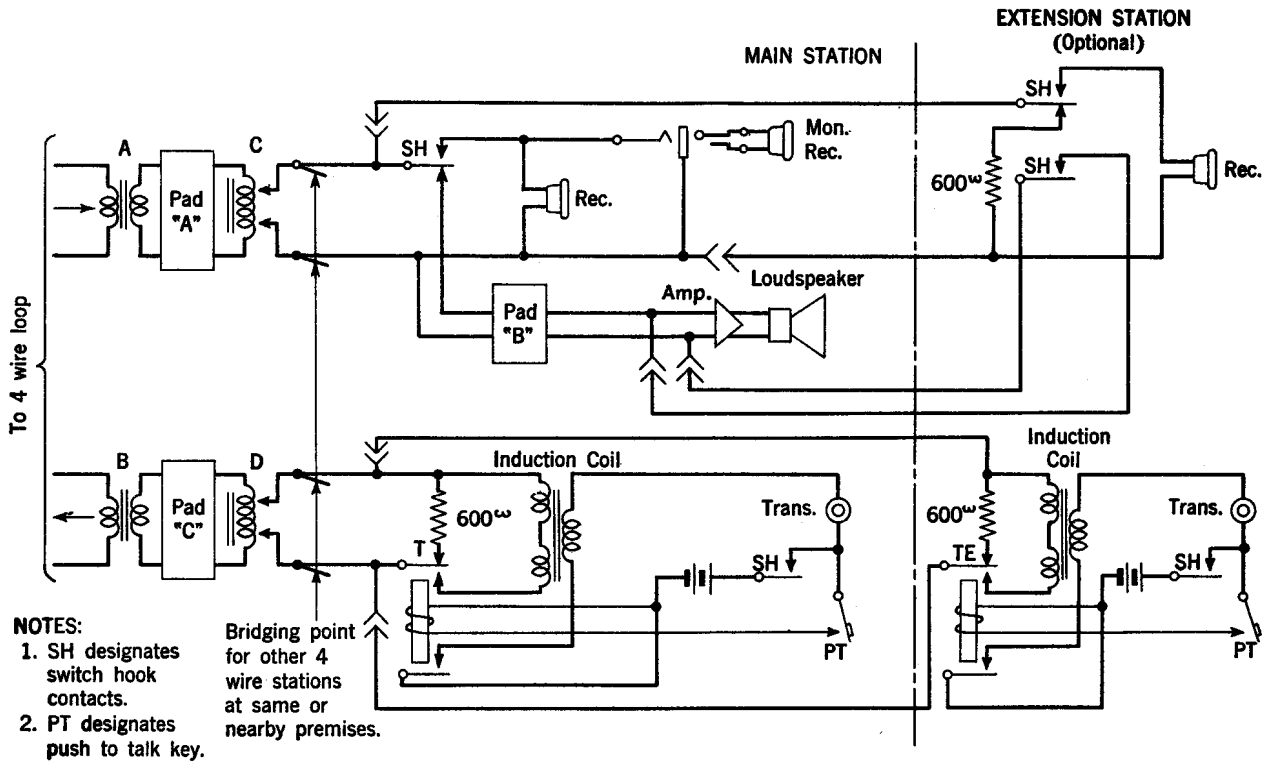 EXTENSION STATION
(Optional)
MAIN STATION
SH
A
C
Pad
"A"
SH
Mon.
Rec.
Rec.
600ω
SH
Rec.
Pad
"B"
Amp.
Loudspeaker
To 4 wire loop
B
D
Pad
"C"
Induction Coil
600ω
T
Trans.
SH
PT
Induction
Coil
600ω
TE
Trans.
SH
PT
NOTES:
1. SH designates
switch hook
contacts.
2. PT designates
push to talk key.
Bridging point
for other 4
wire stations
at same or
nearby premises.